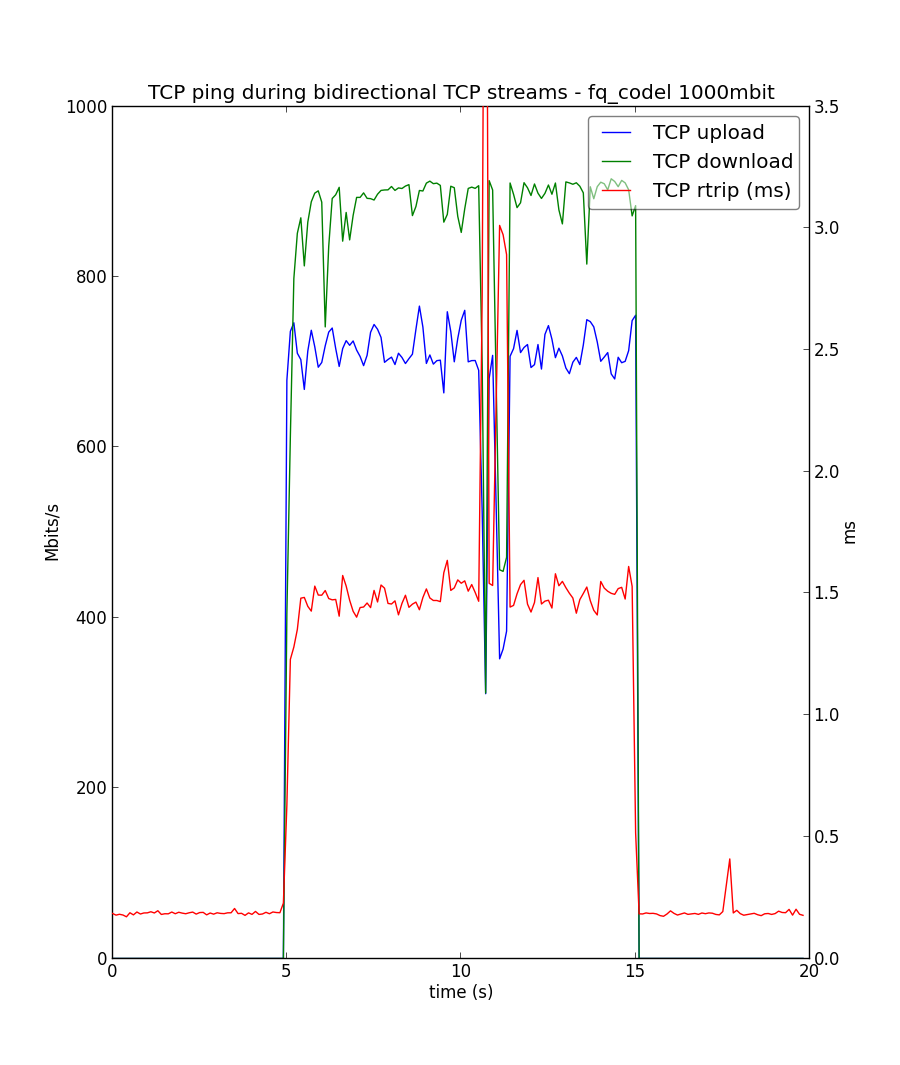 TCP ping during bidirectional TCP streams - fq_codel 1000mbit
1000
800
600
400
200
0
Mbits/s
TCP upload
TCP download
TCP rtrip (ms)
3.5
3.0
2.5
2.0
1.5
1.0
0.5
0.0
ms
0
5
10
15
20
time (s)